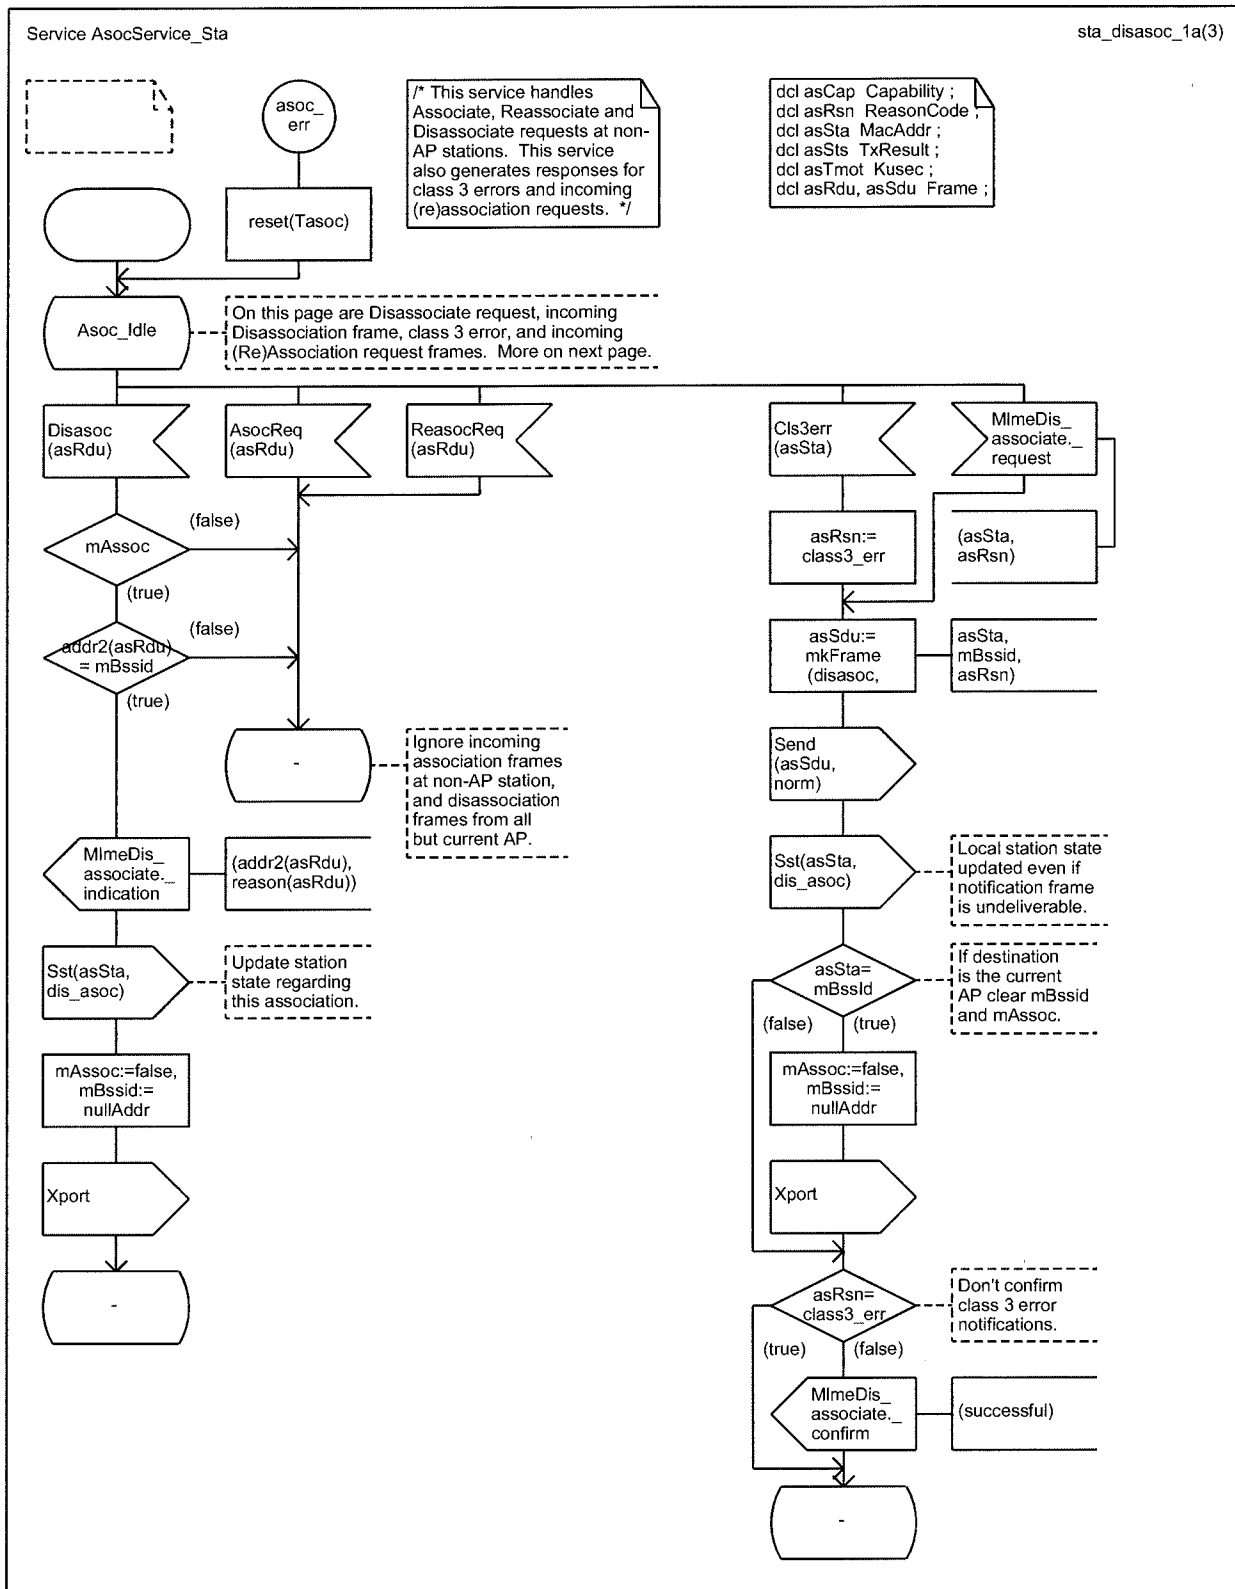 Service AsocService_Sta
sta_disasoc_1a(3)
asoc_
err
/* This service handles
Associate, Reassociate and
Disassociate requests at non-
AP stations.  This service
also generates responses for
class 3 errors and incoming
(re)association requests.  */
dcl asCap  Capability ;
dcl asRsn  ReasonCode ;
dcl asSta  MacAddr ;
dcl asSts  TxResult ;
dcl asTmot  Kusec ;
dcl asRdu, asSdu  Frame ;
reset(Tasoc)
Asoc_Idle
On this page are Disassociate request, incoming
Disassociation frame, class 3 error, and incoming
(Re)Association request frames.  More on next page.
Disasoc
(asRdu)
AsocReq
(asRdu)
ReasocReq
(asRdu)
Cls3err
(asSta)
MlmeDis_
associate._
request
mAssoc
(false)
(true)
asRsn:=
class3_err
(asSta,
asRsn)
addr2(asRdu)
= mBssid
(false)
(true)
asSdu:=
mkFrame
(disasoc,
asSta,
mBssid,
asRsn)
-
Ignore incoming
association frames
at non-AP station,
and disassociation
frames from all
but current AP.
Send
(asSdu,
norm)
MlmeDis_
associate._
indication
(addr2(asRdu),
reason(asRdu))
Sst(asSta,
dis_asoc)
Local station state
updated even if
notification frame
is undeliverable.
Sst(asSta,
dis_asoc)
Update station
state regarding
this association.
asSta=
mBssId
(false)
(true)
If destination
is the current
AP clear mBssid
and mAssoc.
mAssoc:=false,
mBssid:=
nullAddr
mAssoc:=false,
mBssid:=
nullAddr
Xport
Xport
-
asRsn=
class3_err
(true)
(false)
Don't confirm
class 3 error
notifications.
MlmeDis_
associate._
confirm
(successful)
-